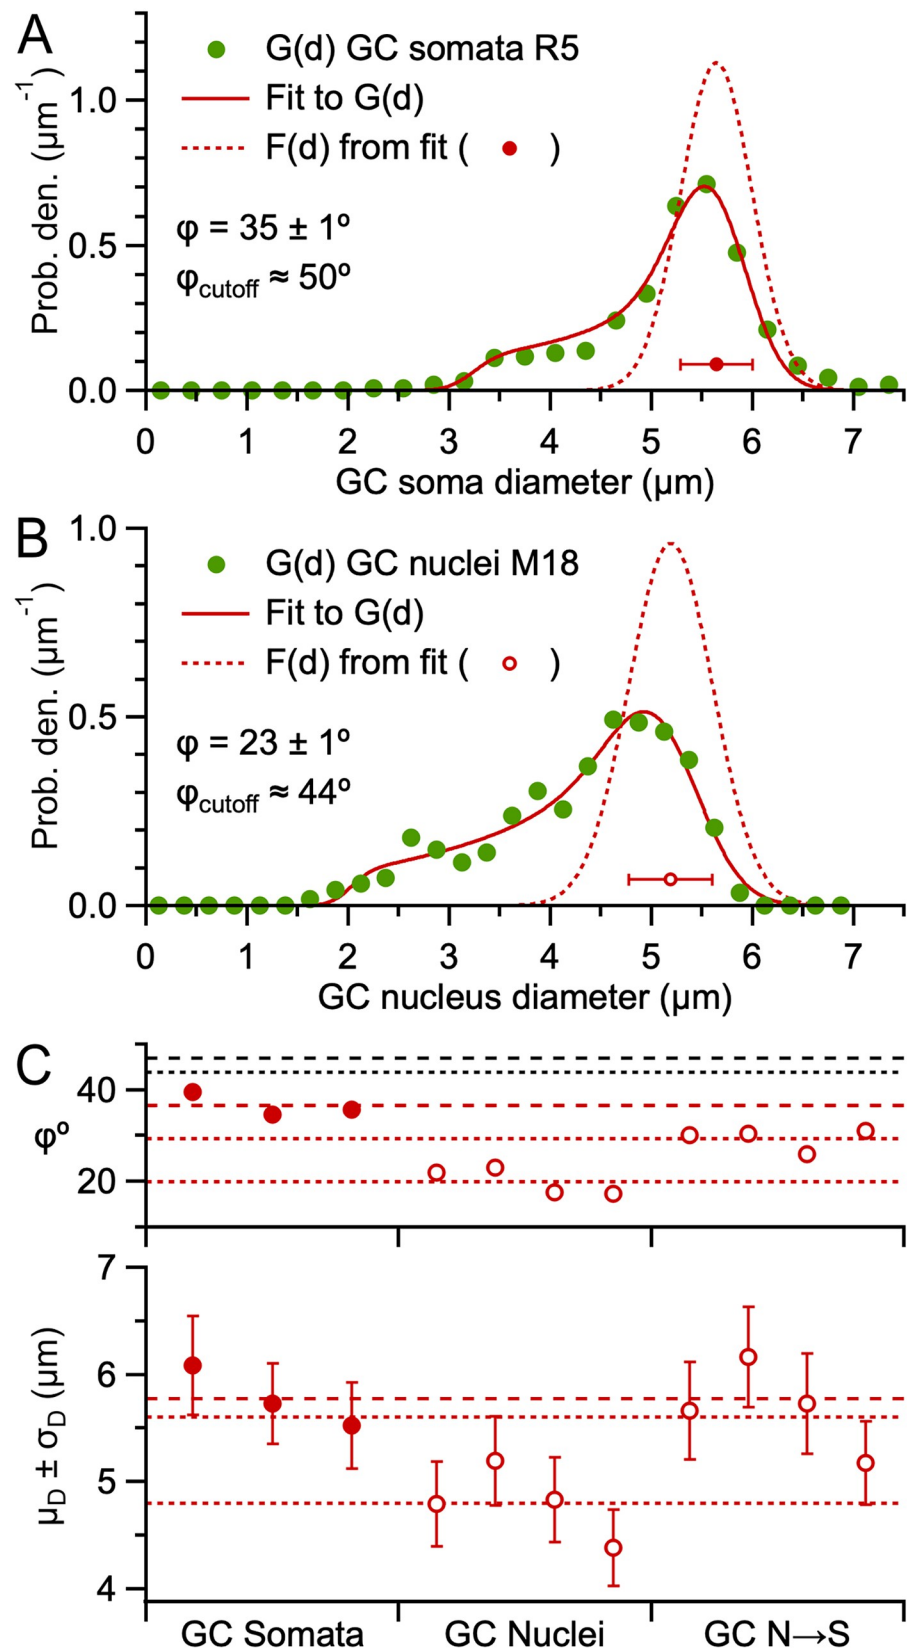 A
G(d) GC somata R5
Fit to G(d)
F(d) from fit ( )
φ = 35 ± 1º
φcutoff ≈ 50º
Prob. den. (µm-1)
1.0
0.5
0.0
0 1 2 3 4 5 6 7
GC soma diameter (µm)
B
G(d) GC nuclei M18
Fit to G(d)
F(d) from fit ( )
φ = 23 ± 1º
φcutoff ≈ 44º
Prob. den. (µm-1)
1.0
0.5
0.0
0 1 2 3 4 5 6 7
GC nucleus diameter (µm)
C
φº
40
20
µD ± σD (µm)
7
6
5
4
GC Somata GC Nuclei GC N→S